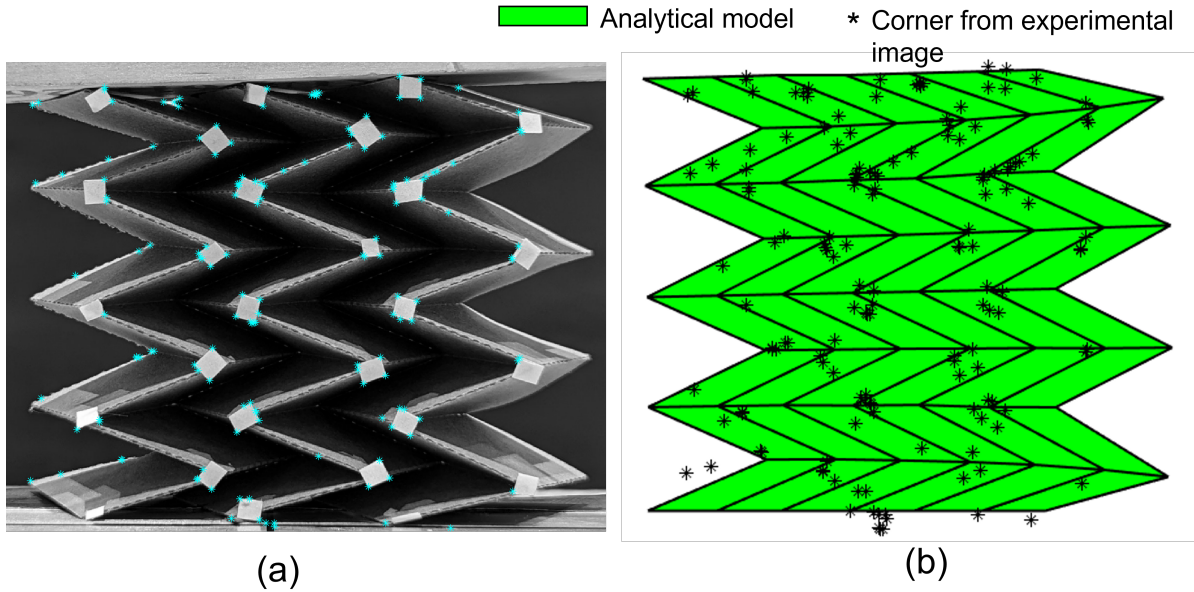 Analytical model
* Corner from experimental
image
(a)
(b)